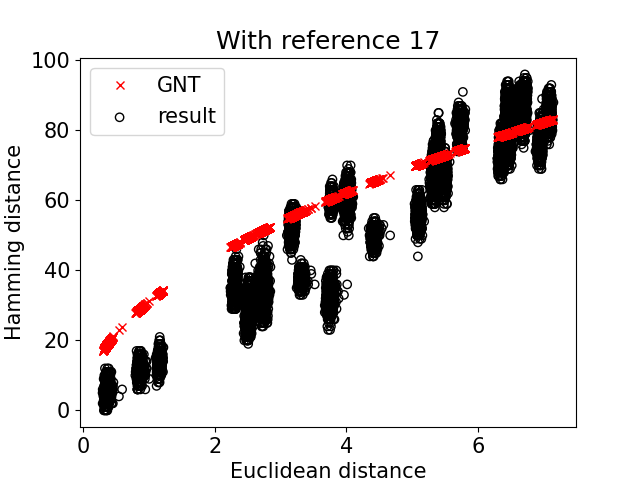 With reference 17
GNT
result
100
80
60
40
20
0
Hamming distance
0 2 4 6
Euclidean distance